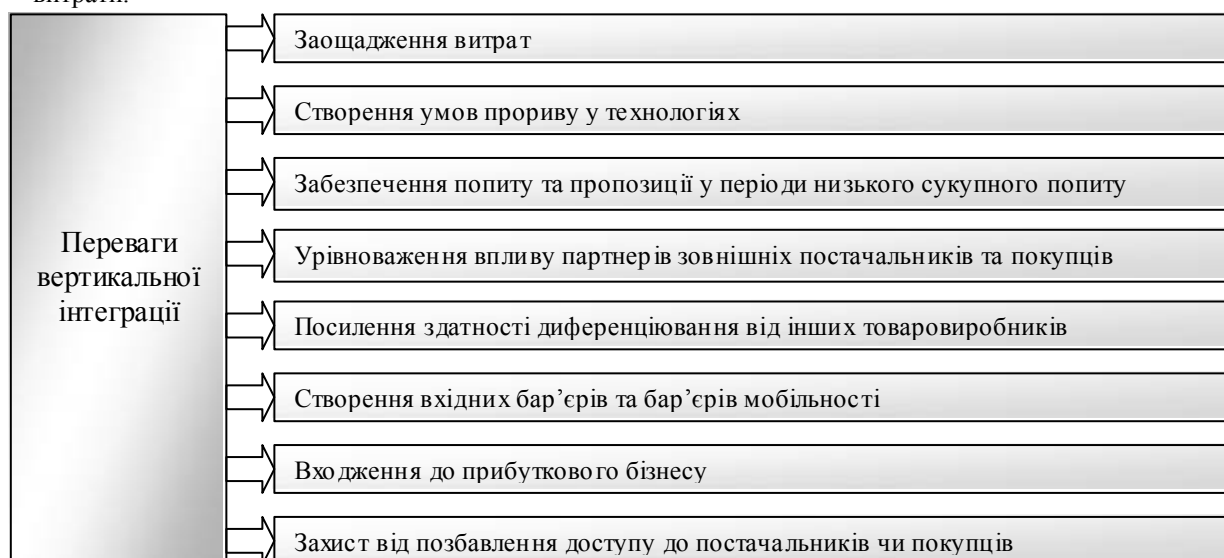 витрати.
Заощадження витрат
Створення умов прориву у технологіях
Забезпечення попиту та пропозиції у періоди низького сукупного попиту
Переваги
вертикальної
інтеграції
Урівноваження впливу партнерів зовнішніх постачальників та покупців
Посилення здатності диференціювання від інших товаровиробників
Створення вхідних бар’єрів та бар’єрів мобільності
Входження до прибуткового бізнесу
Захист від позбавлення доступу до постачальників чи покупців